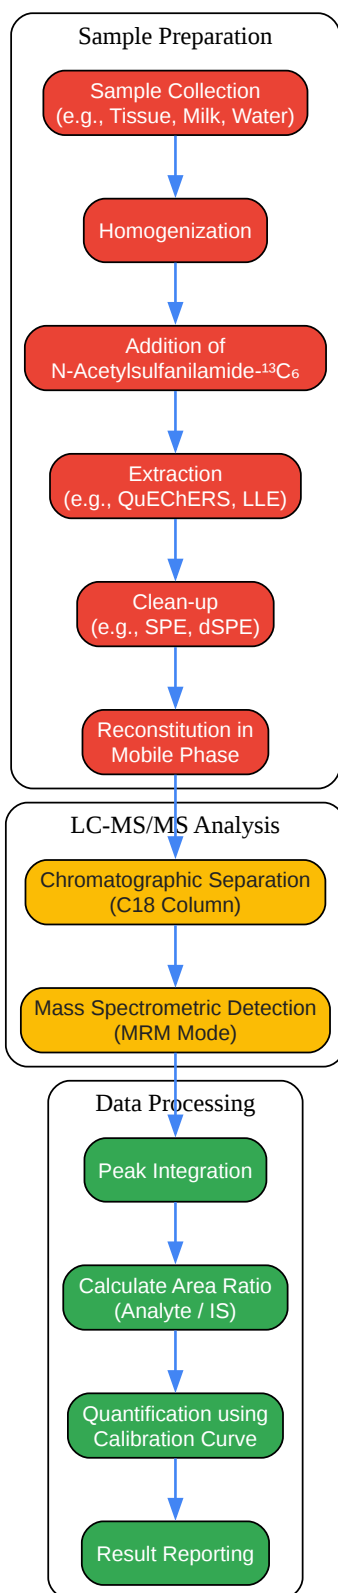 Sample Preparation
Sample Collection
(e.g., Tissue, Milk, Water)
Homogenization
Addition of
N-Acetylsulfanilamide-¹³C₆
Extraction
(e.g., QuEChERS, LLE)
Clean-up
(e.g., SPE, dSPE)
Reconstitution in
Mobile Phase
LC-MS/MS Analysis
Chromatographic Separation
(C18 Column)
Mass Spectrometric Detection
(MRM Mode)
Data Processing
Peak Integration
Calculate Area Ratio
(Analyte / IS)
Quantification using
Calibration Curve
Result Reporting